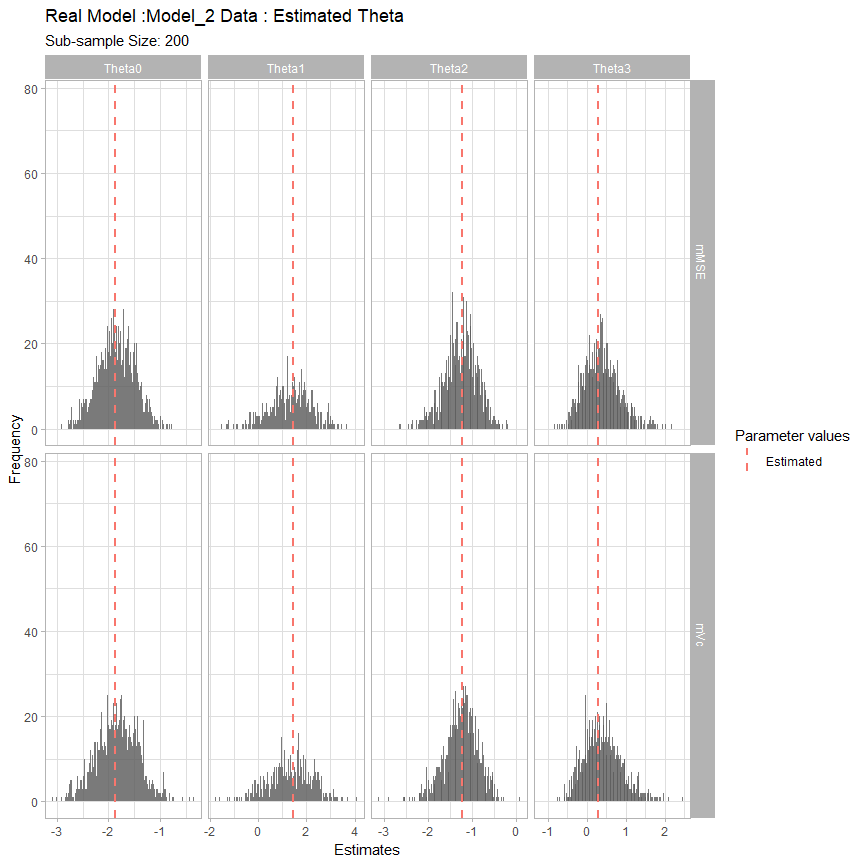 Real Model :Model_2 Data : Estimated Theta
Sub-sample Size: 200
Theta0 Theta1 Theta2 Theta3
80
60
40
20
0
mMSE
80
60
40
20
0
mVc
Frequency
-3 -2 -1 -2 0 2 4 -3 -2 -1 0 -1 0 1 2
Estimates
Parameter values
Estimated